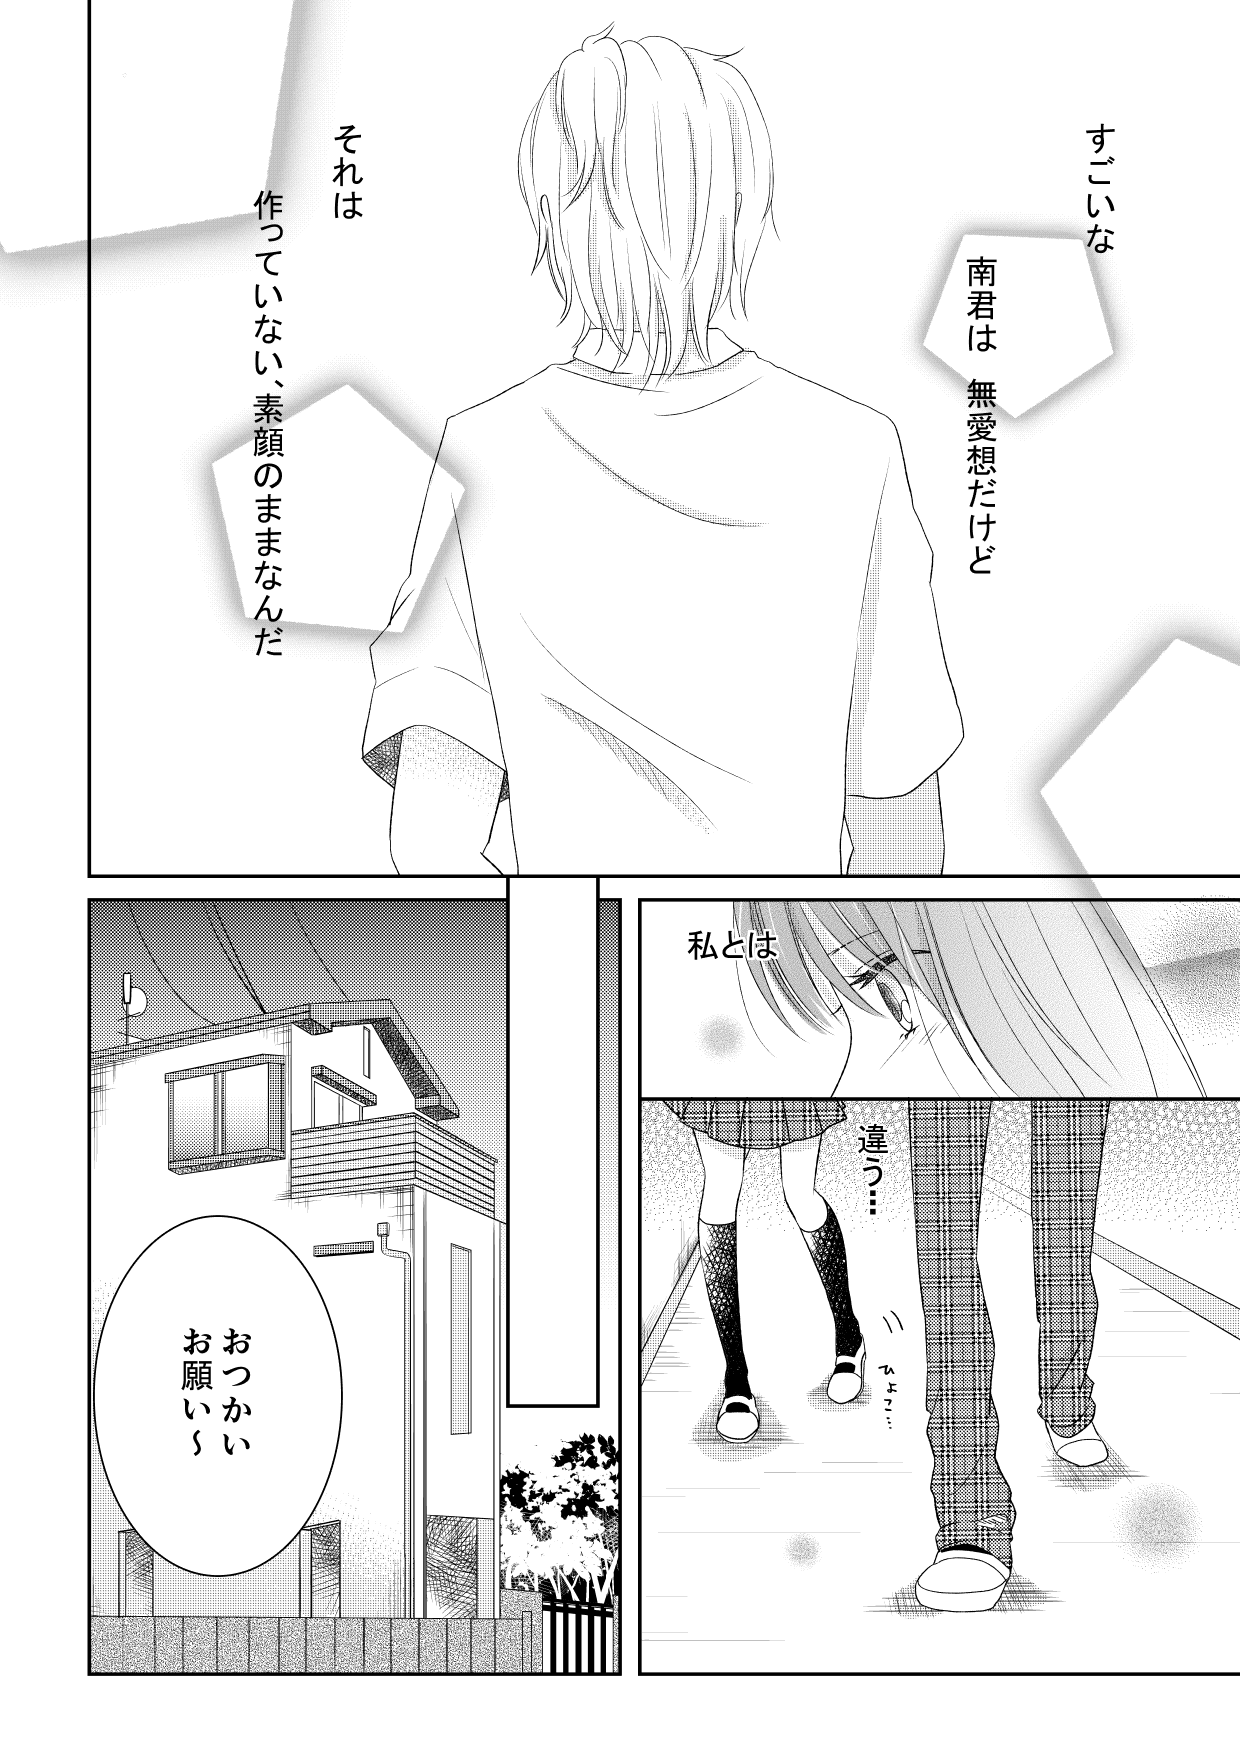 すごいな
南君は　無愛想だけど
それは
作っていない、素顔のままなんだ
私とは
違う…
ひょこ…
おつかい
お願い～